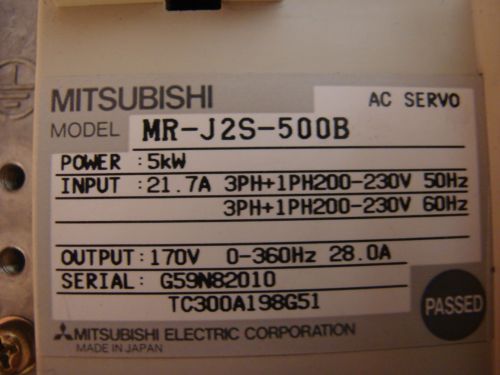 MITSUBISHI AC SERVO
MODEL MR-J2S-500B
POWER : 5kW
INPUT : 21.7A 3PH+1PH200-230V 50Hz
3PH+1PH200-230V 60Hz
OUTPUT : 170V 0-360Hz 28.0A
SERIAL : G59N82010
TC300A198G51
PASSED
MITSUBISHI ELECTRIC CORPORATION
MADE IN JAPAN